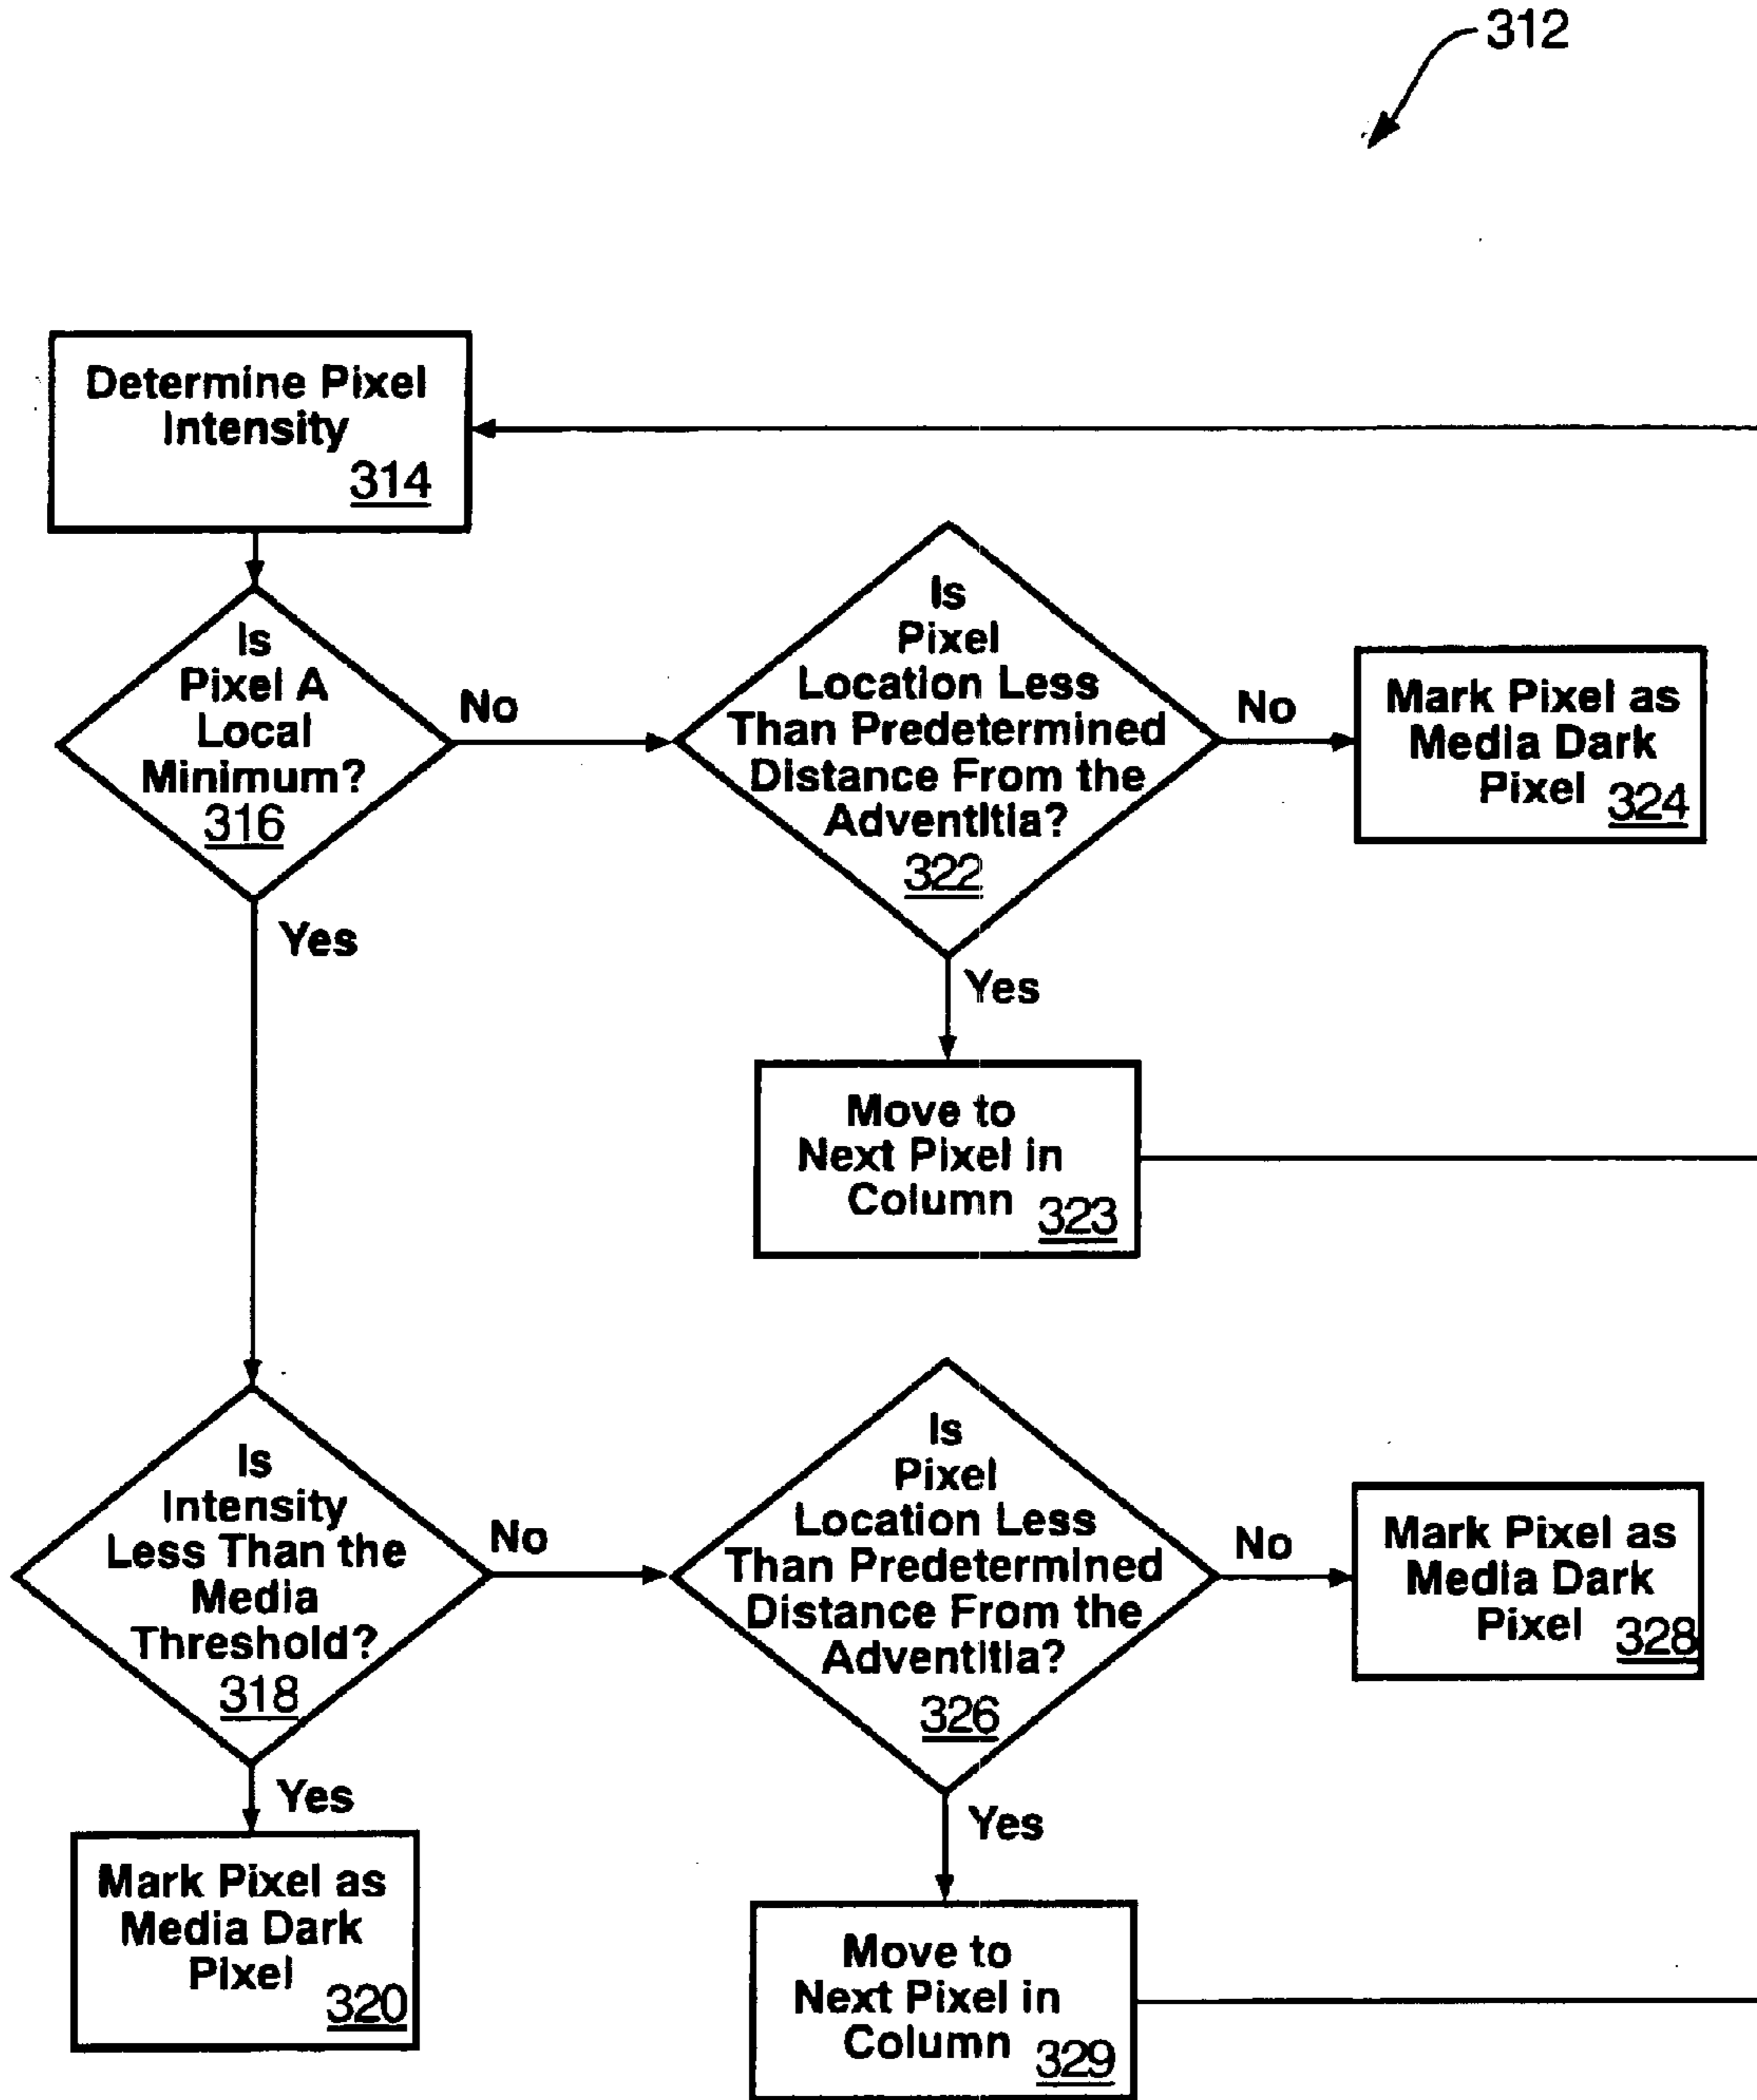 312
Determine Pixel
Intensity
314
Is
Pixel A
Local
Minimum?
316
No
Yes
Is
Pixel
Location Less
Than Predetermined
Distance From the
Adventitia?
322
No
Yes
Mark Pixel as
Media Dark
Pixel 324
Move to
Next Pixel in
Column 323
Is
Intensity
Less Than the
Media
Threshold?
318
No
Yes
Is
Pixel
Location Less
Than Predetermined
Distance From the
Adventitia?
326
No
Yes
Mark Pixel as
Media Dark
Pixel 328
Mark Pixel as
Media Dark
Pixel
320
Move to
Next Pixel in
Column 329